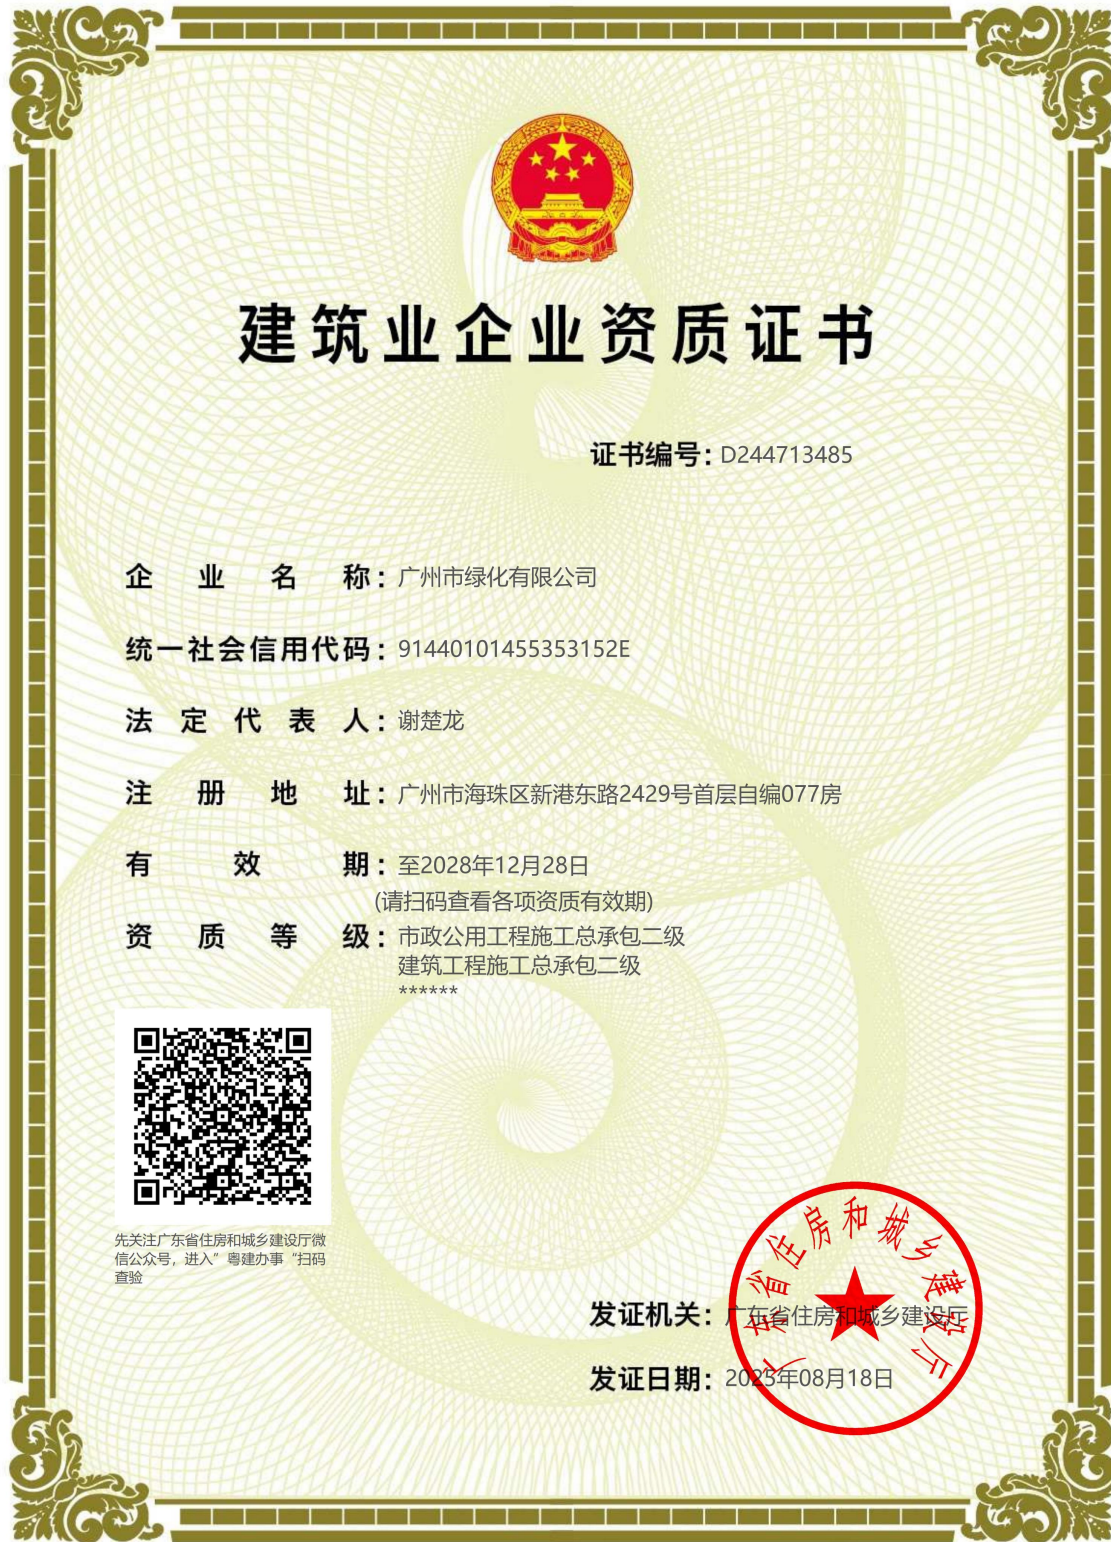 建筑业企业资质证书
证书编号：D244713485
企业名称：广州市绿化有限公司
统一社会信用代码：91440101455353152E
法定代表人：谢楚龙
注册地址：广州市海珠区新港东路2429号首层自编077房
有效期：至2028年12月28日
(请扫码查看各项资质有效期)
资质等级：市政公用工程施工总承包二级
建筑工程施工总承包二级
******
先关注广东省住房和城乡建设厅微
信公众号，进入”粤建办事“扫码
查验
广东省住房和城乡建设厅
发证机关：广东省住房和城乡建设厅
发证日期：2025年08月18日